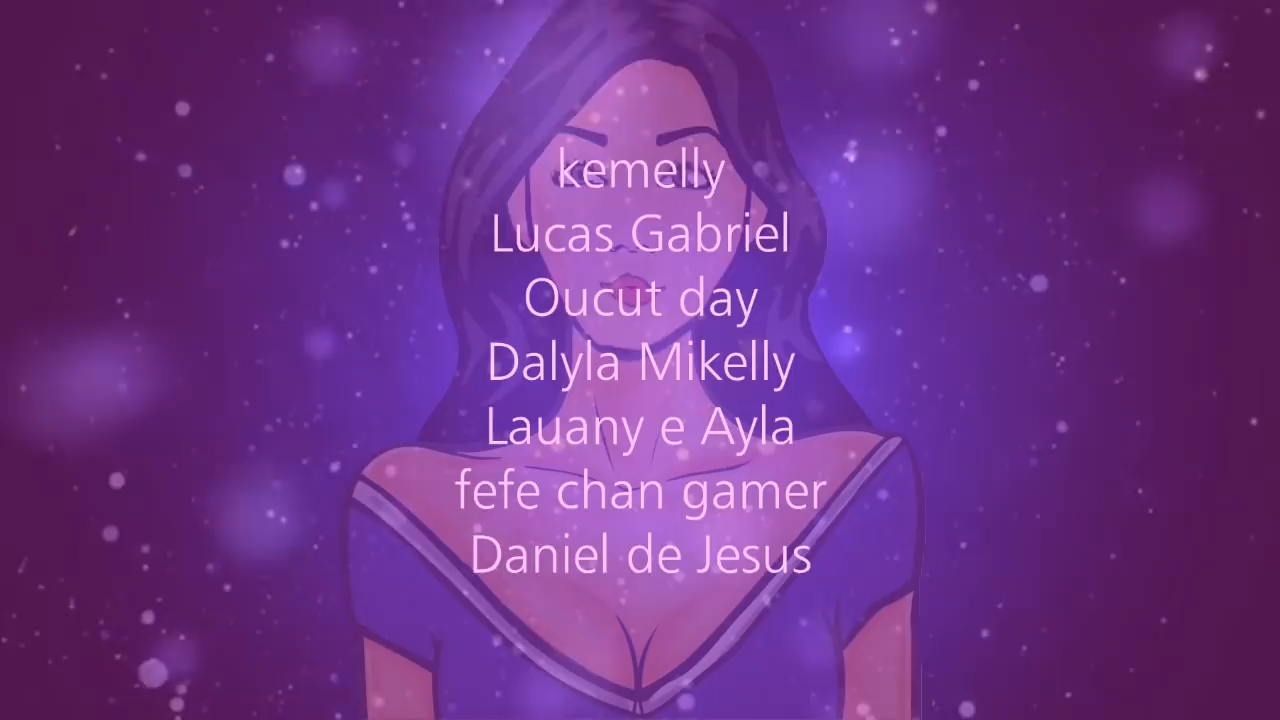 kemelly
Lucas Gabriel
Oucut day
Dalyla Mikelly
Lauany e Ayla
fefe chan gamer
Daniel de Jesus